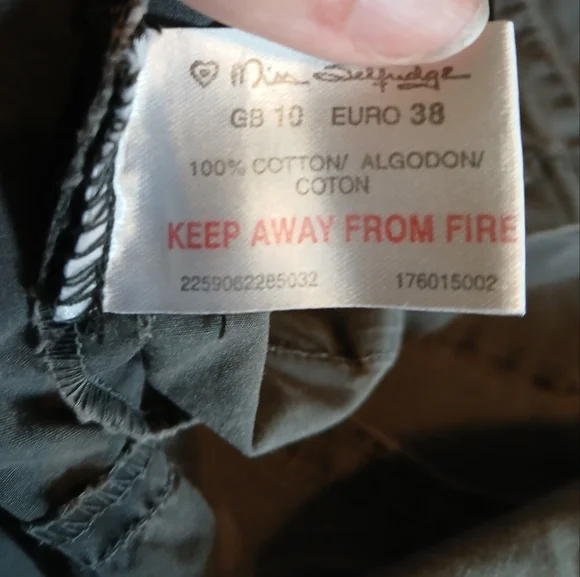 Miss Selfridge
GB 10 EURO 38
100% COTTON/ ALGODON/
COTON
KEEP AWAY FROM FIRE
2259062285032 176015002